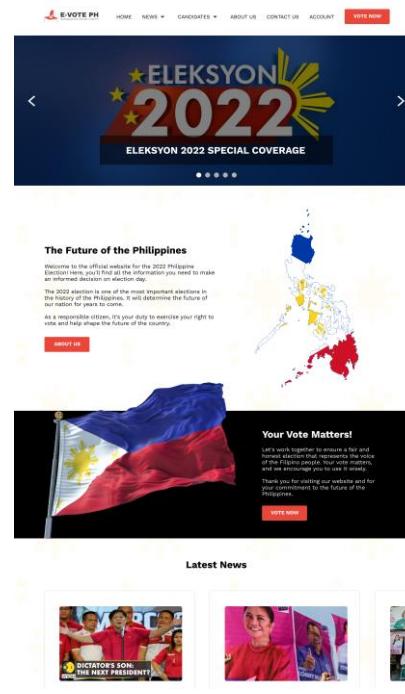 E-VOTE PH
HOME NEWS CANDIDATES ABOUT US CONTACT US ACCOUNT VOTE NOW
ELEKSYON
2022
ELEKSYON 2022 SPECIAL COVERAGE
The Future of the Philippines
Welcome to the official website for the 2022 Philippine
Election! Here, you'll find all the information you need to make
an informed decision on election day.
The 2022 election is one of the most important elections in
the history of the Philippines. It will determine the future of
our nation for years to come.
As a responsible citizen, it's your duty to exercise your right to
vote and help shape the future of the country.
ABOUT US
Your Vote Matters!
Let's work together to ensure a fair and
honest election that represents the voice
of the Filipino people. Your vote matters,
and we encourage you to use it wisely.
Thank you for visiting our website and for
your commitment to the future of the
Philippines.
VOTE NOW
Latest News
DICTATOR'S SON:
THE NEXT PRESIDENT?